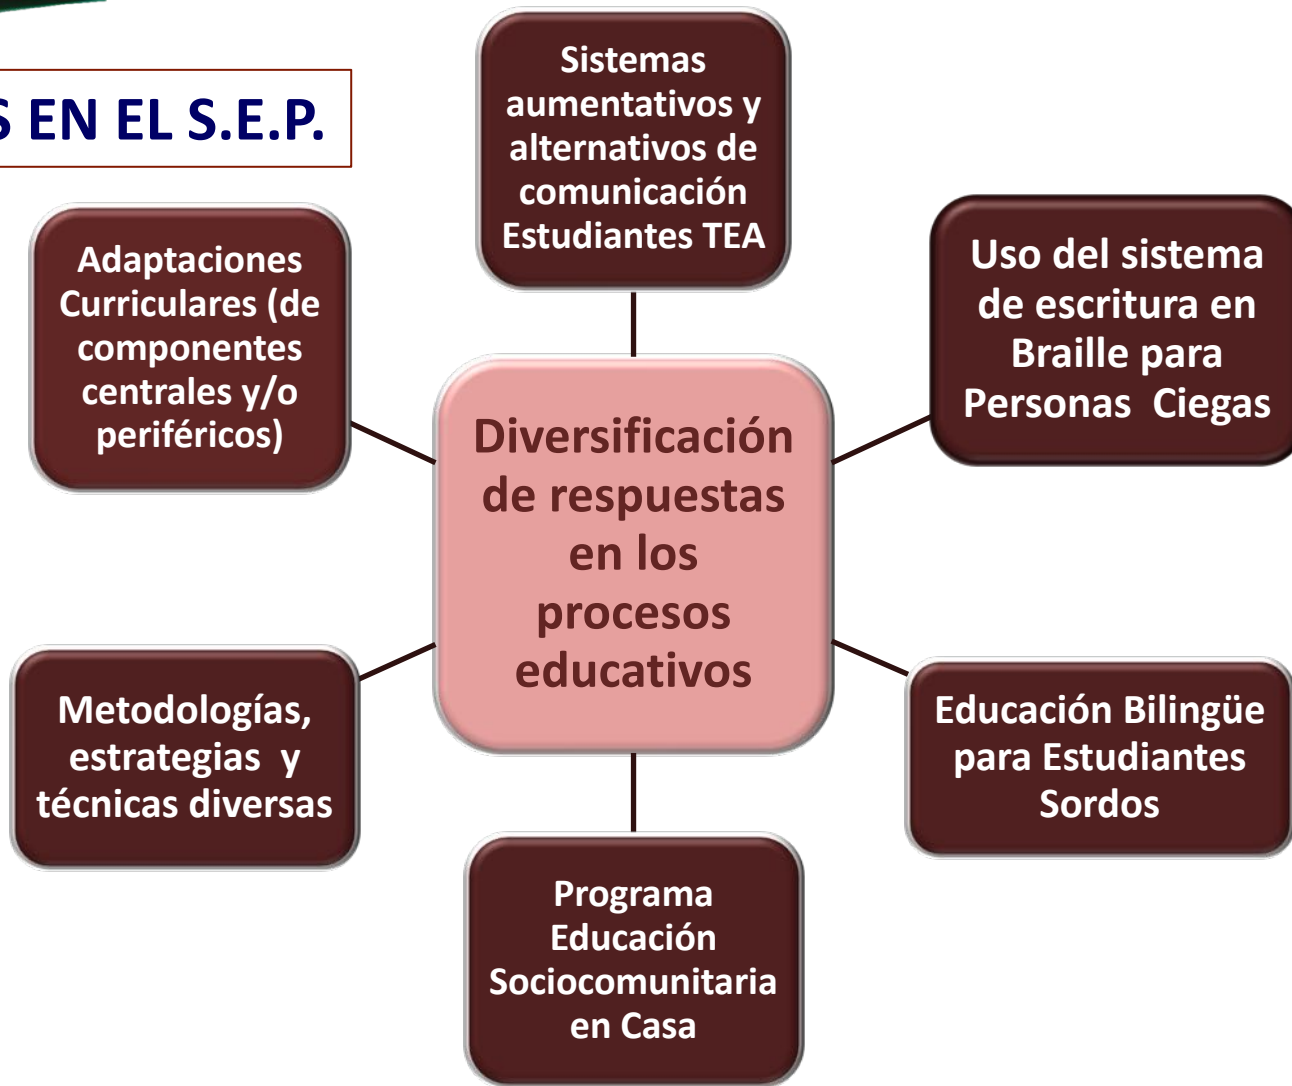 S EN EL S.E.P.
Sistemas
aumentativos y
alternativos de
comunicación
Estudiantes TEA
Adaptaciones
Curriculares (de
componentes
centrales y/o
periféricos)
Uso del sistema
de escritura en
Braille para
Personas Ciegas
Diversificación
de respuestas
en los
procesos
educativos
Metodologías,
estrategias y
técnicas diversas
Educación Bilingüe
para Estudiantes
Sordos
Programa
Educación
Sociocomunitaria
en Casa